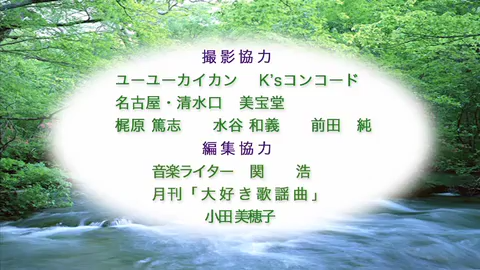 撮影協力
ユーユーカイカン　K'sコンコード
名古屋・清水口　美宝堂
梶原 篤志　水谷 和義　前田　純
編集協力
音楽ライター　関　浩
月刊「大好き歌謡曲」
小田 美穂子